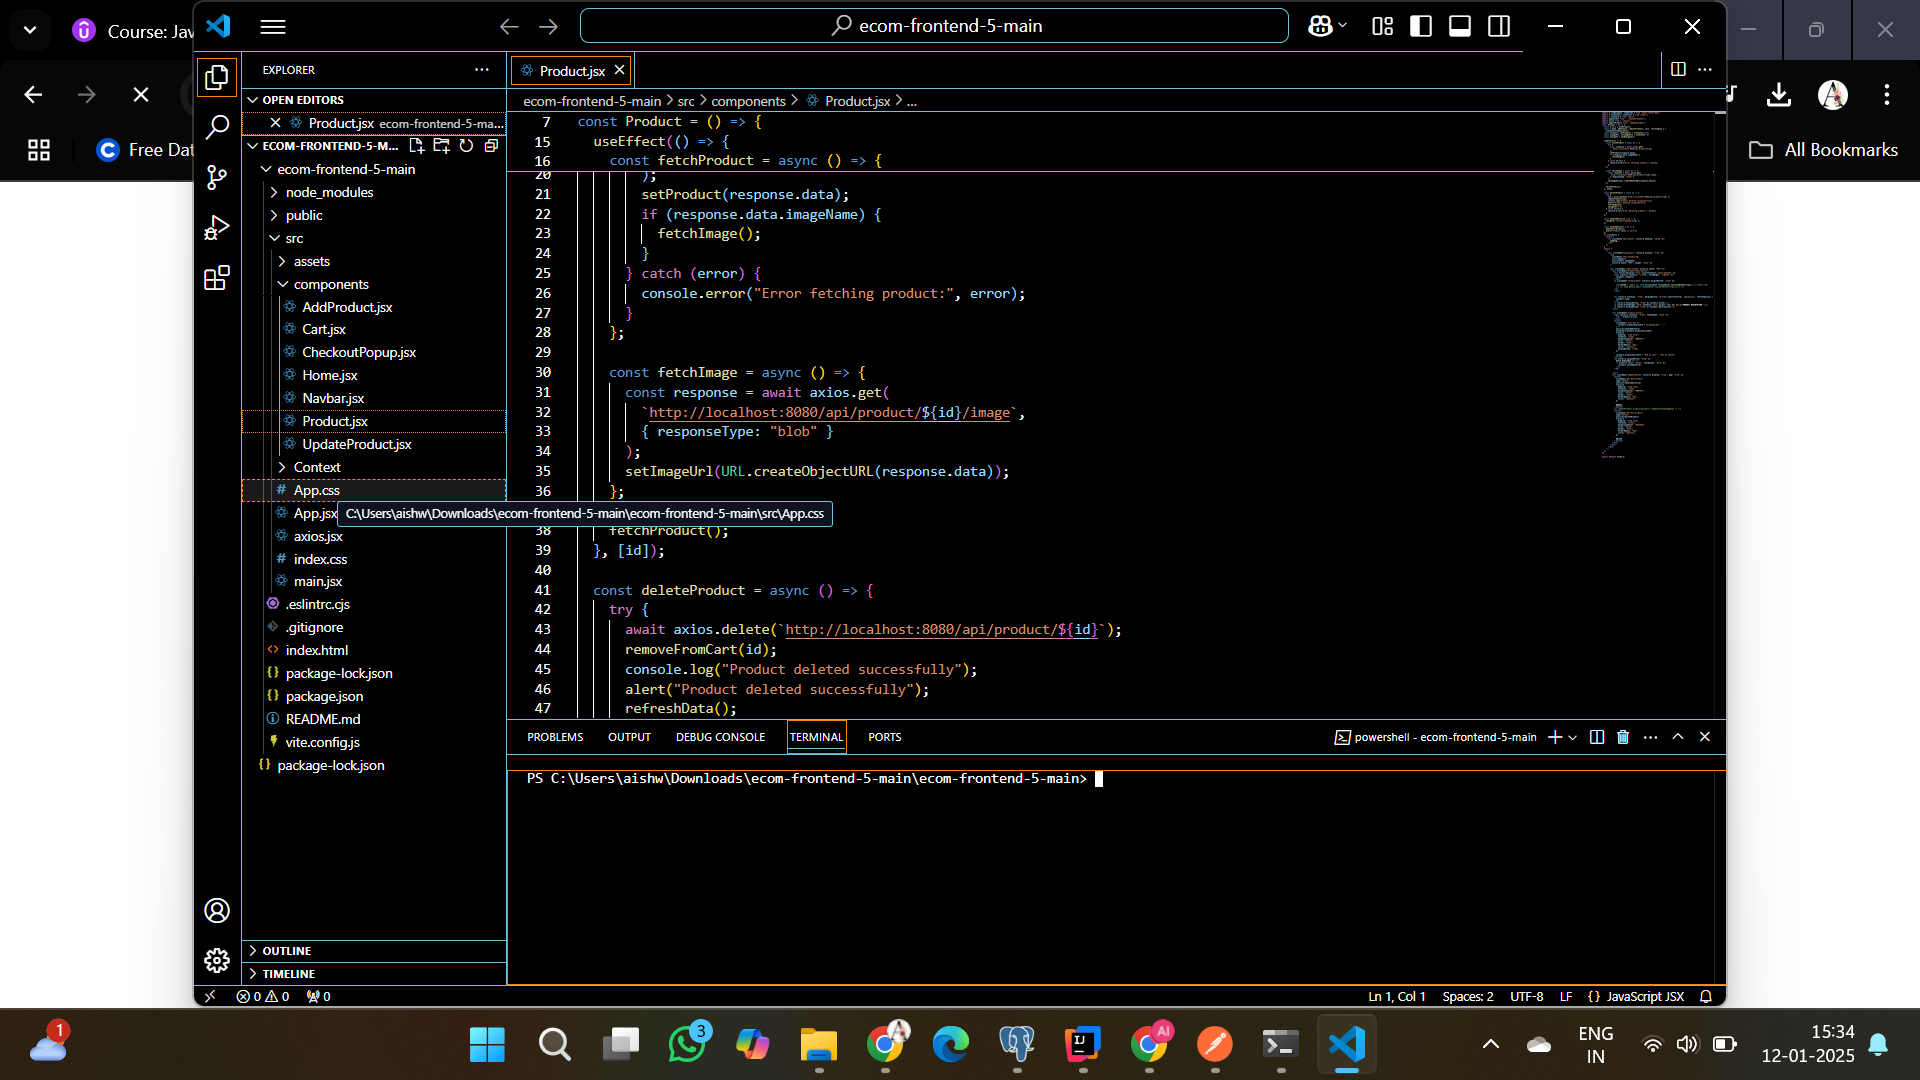 Course: Jav
ecom-frontend-5-main
Free Dat
All Bookmarks
EXPLORER
OPEN EDITORS
Product.jsx ecom-frontend-5-ma...
ECOM-FRONTEND-5-M...
ecom-frontend-5-main
node_modules
public
src
assets
components
AddProduct.jsx
Cart.jsx
CheckoutPopup.jsx
Home.jsx
Navbar.jsx
Product.jsx
UpdateProduct.jsx
Context
App.css
App.jsx
axios.jsx
index.css
main.jsx
.eslintrc.cjs
.gitignore
index.html
package-lock.json
package.json
README.md
vite.config.js
package-lock.json
OUTLINE
TIMELINE
Product.jsx
ecom-frontend-5-main > src > components > Product.jsx > ...
7 const Product = () => {
15 useEffect(() => {
16 const fetchProduct = async () => {
20 );
21 setProduct(response.data);
22 if (response.data.imageName) {
23 fetchImage();
24 }
25 } catch (error) {
26 console.error("Error fetching product:", error);
27 }
28 };
29
30 const fetchImage = async () => {
31 const response = await axios.get(
32 `http://localhost:8080/api/product/${id}/image`,
33 { responseType: "blob" }
34 );
35 setImageUrl(URL.createObjectURL(response.data));
36 };
C:\Users\aishw\Downloads\ecom-frontend-5-main\ecom-frontend-5-main\src\App.css
38 fetchProduct();
39 }, [id]);
40
41 const deleteProduct = async () => {
42 try {
43 await axios.delete(`http://localhost:8080/api/product/${id}`);
44 removeFromCart(id);
45 console.log("Product deleted successfully");
46 alert("Product deleted successfully");
47 refreshData();
PROBLEMS OUTPUT DEBUG CONSOLE TERMINAL PORTS
powershell - ecom-frontend-5-main
PS C:\Users\aishw\Downloads\ecom-frontend-5-main\ecom-frontend-5-main>
0 0 0
Ln 1, Col 1 Spaces: 2 UTF-8 LF {} JavaScript JSX
1
3
AI
ENG
IN
15:34
12-01-2025